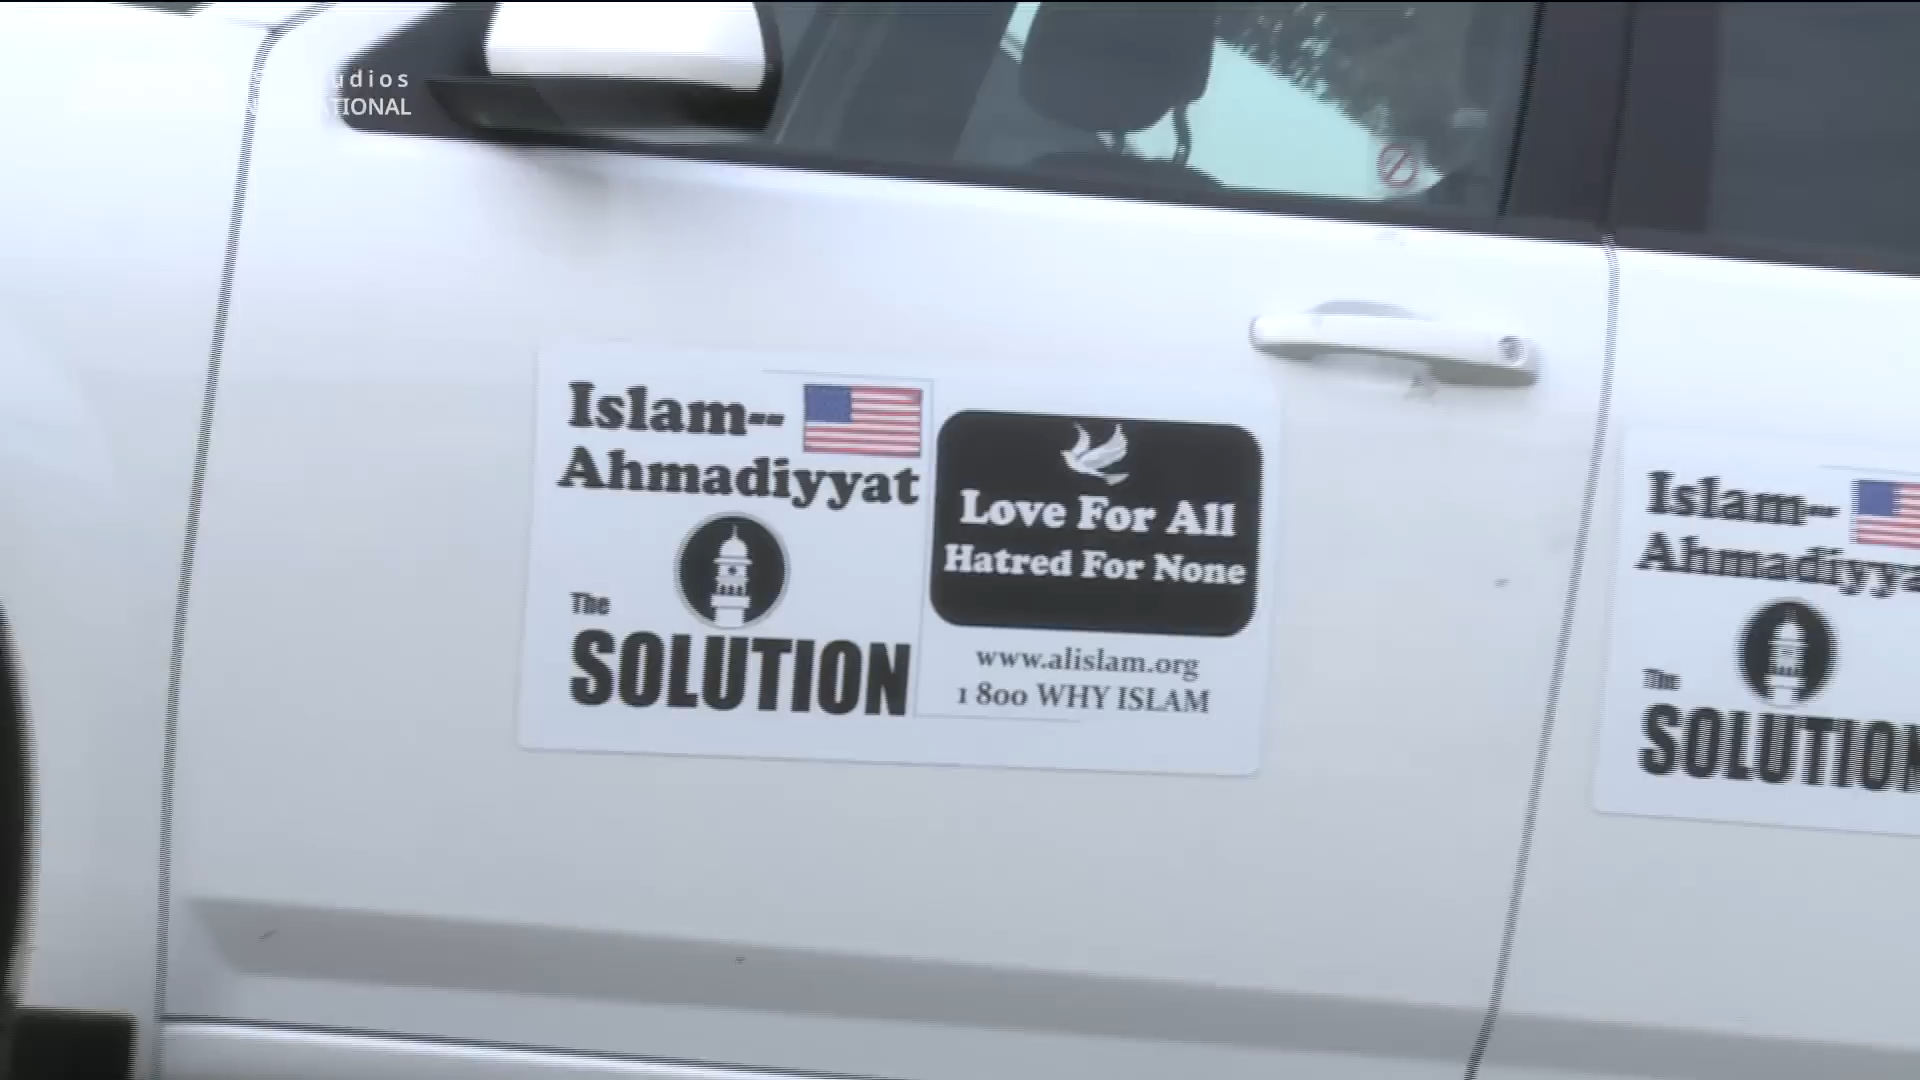 TIONAL
Islam--
Ahmadiyyat
The
SOLUTION
Love For All
Hatred For None
www.alislam.org
1 800 WHY ISLAM
Islam--
The